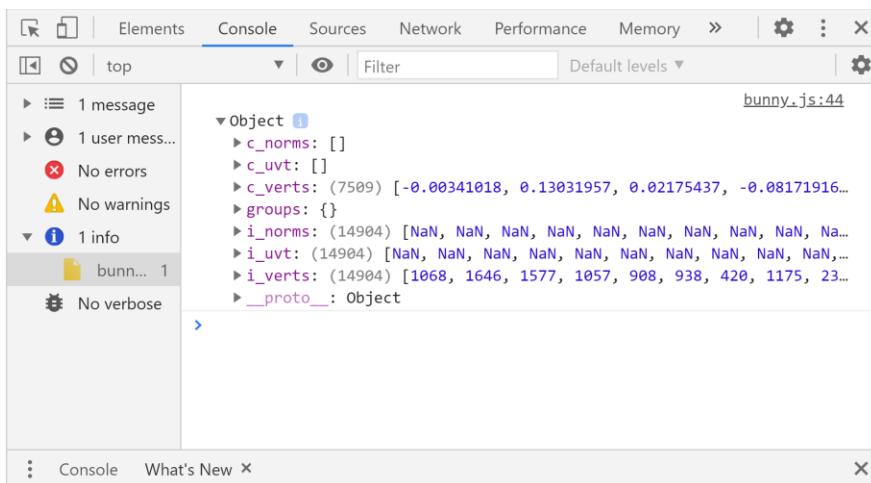 Elements Console Sources Network Performance Memory »
top Filter Default levels ▼
1 message
1 user mess...
No errors
No warnings
1 info
bunn... 1
No verbose
bunny.js:44
▼Object i
▶c_norms: []
▶c_uvt: []
▶c_verts: (7509) [-0.00341018, 0.13031957, 0.02175437, -0.08171916…
▶groups: {}
▶i_norms: (14904) [NaN, NaN, NaN, NaN, NaN, NaN, NaN, NaN, NaN, Na…
▶i_uvt: (14904) [NaN, NaN, NaN, NaN, NaN, NaN, NaN, NaN, NaN, NaN,…
▶i_verts: (14904) [1068, 1646, 1577, 1057, 908, 938, 420, 1175, 23…
▶__proto__: Object
>
Console What's New ×